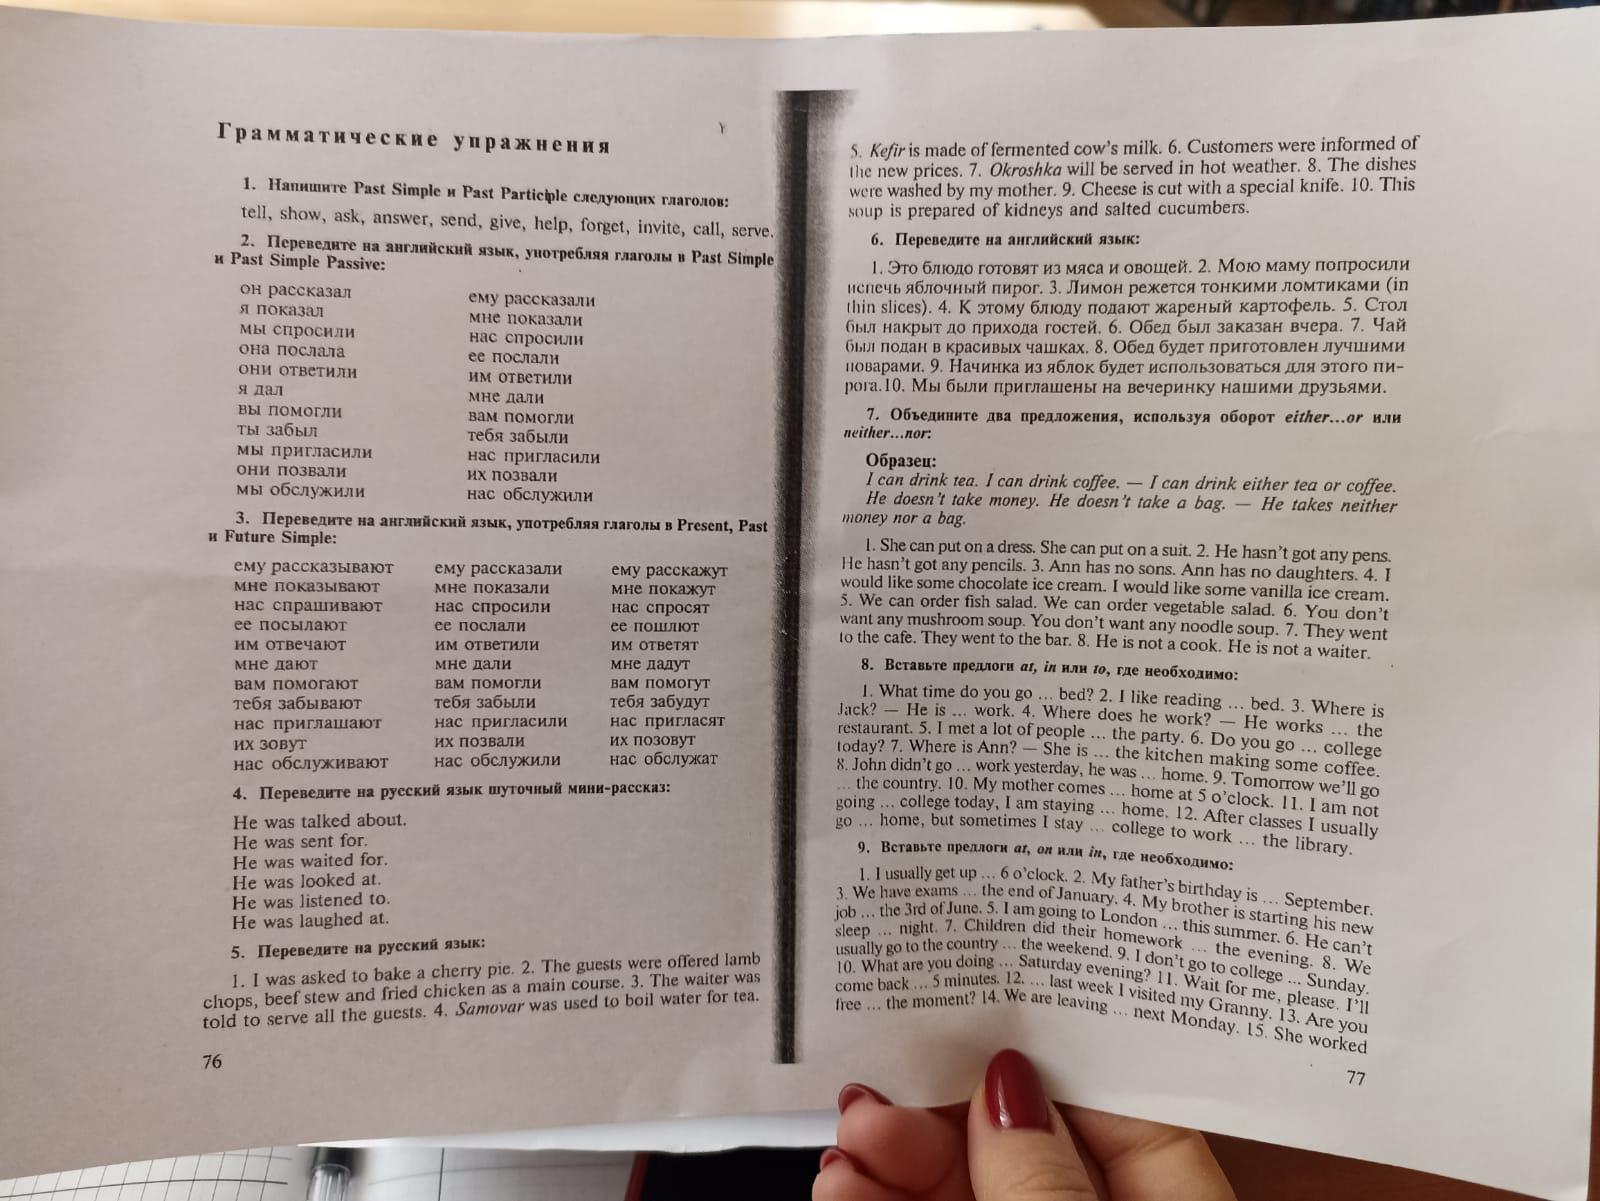 Грамматические упражнения
1. Напишите Past Simple и Past Participle следующих глаголов:
tell, show, ask, answer, send, give, help, forget, invite, call, serve.
2. Переведите на английский язык, употребляя глаголы в Past Simple
и Past Simple Passive:
он рассказал ему рассказали
я показал мне показали
мы спросили нас спросили
она послала ее послали
они ответили им ответили
я дал мне дали
вы помогли вам помогли
ты забыл тебя забыли
мы пригласили нас пригласили
они позвали их позвали
мы обслужили нас обслужили
3. Переведите на английский язык, употребляя глаголы в Present, Past
и Future Simple:
ему рассказывают ему рассказали ему расскажут
мне показывают мне показали мне покажут
нас спрашивают нас спросили нас спросят
ее посылают ее послали ее пошлют
им отвечают им ответили им ответят
мне дают мне дали мне дадут
вам помогают вам помогли вам помогут
тебя забывают тебя забыли тебя забудут
нас приглашают нас пригласили нас пригласят
их зовут их позвали их позовут
нас обслуживают нас обслужили нас обслужат
4. Переведите на русский язык шуточный мини-рассказ:
He was talked about.
He was sent for.
He was waited for.
He was looked at.
He was listened to.
He was laughed at.
5. Переведите на русский язык:
1. I was asked to bake a cherry pie. 2. The guests were offered lamb
chops, beef stew and fried chicken as a main course. 3. The waiter was
told to serve all the guests. 4. Samovar was used to boil water for tea.
76
5. Kefir is made of fermented cow's milk. 6. Customers were informed of
the new prices. 7. Okroshka will be served in hot weather. 8. The dishes
were washed by my mother. 9. Cheese is cut with a special knife. 10. This
soup is prepared of kidneys and salted cucumbers.
6. Переведите на английский язык:
1. Это блюдо готовят из мяса и овощей. 2. Мою маму попросили
испечь яблочный пирог. 3. Лимон режется тонкими ломтиками (in
thin slices). 4. К этому блюду подают жареный картофель. 5. Стол
был накрыт до прихода гостей. 6. Обед был заказан вчера. 7. Чай
был подан в красивых чашках. 8. Обед будет приготовлен лучшими
поварами. 9. Начинка из яблок будет использоваться для этого пи-
рога.10. Мы были приглашены на вечеринку нашими друзьями.
7. Объедините два предложения, используя оборот either...or или
neither...nor:
Образец:
I can drink tea. I can drink coffee. — I can drink either tea or coffee.
He doesn't take money. He doesn't take a bag. — He takes neither
money nor a bag.
1. She can put on a dress. She can put on a suit. 2. He hasn't got any pens.
He hasn't got any pencils. 3. Ann has no sons. Ann has no daughters. 4. I
would like some chocolate ice cream. I would like some vanilla ice cream.
5. We can order fish salad. We can order vegetable salad. 6. You don't
want any mushroom soup. You don't want any noodle soup. 7. They went
to the cafe. They went to the bar. 8. He is not a cook. He is not a waiter.
8. Вставьте предлоги at, in или to, где необходимо:
1. What time do you go ... bed? 2. I like reading ... bed. 3. Where is
Jack? — He is ... work. 4. Where does he work? — He works ... the
restaurant. 5. I met a lot of people ... the party. 6. Do you go ... college
today? 7. Where is Ann? — She is ... the kitchen making some coffee.
8. John didn't go ... work yesterday, he was ... home. 9. Tomorrow we'll go
... the country. 10. My mother comes ... home at 5 o'clock. 11. I am not
going ... college today, I am staying ... home. 12. After classes I usually
go ... home, but sometimes I stay ... college to work ... the library.
9. Вставьте предлоги at, on или in, где необходимо:
1. I usually get up ... 6 o'clock. 2. My father's birthday is ... September.
3. We have exams ... the end of January. 4. My brother is starting his new
job ... the 3rd of June. 5. I am going to London ... this summer. 6. He can't
sleep ... night. 7. Children did their homework ... the evening. 8. We
usually go to the country ... the weekend. 9. I don't go to college ... Sunday.
10. What are you doing ... Saturday evening? 11. Wait for me, please. I'll
come back ... 5 minutes. 12. ... last week I visited my Granny. 13. Are you
free ... the moment? 14. We are leaving ... next Monday. 15. She worked
77